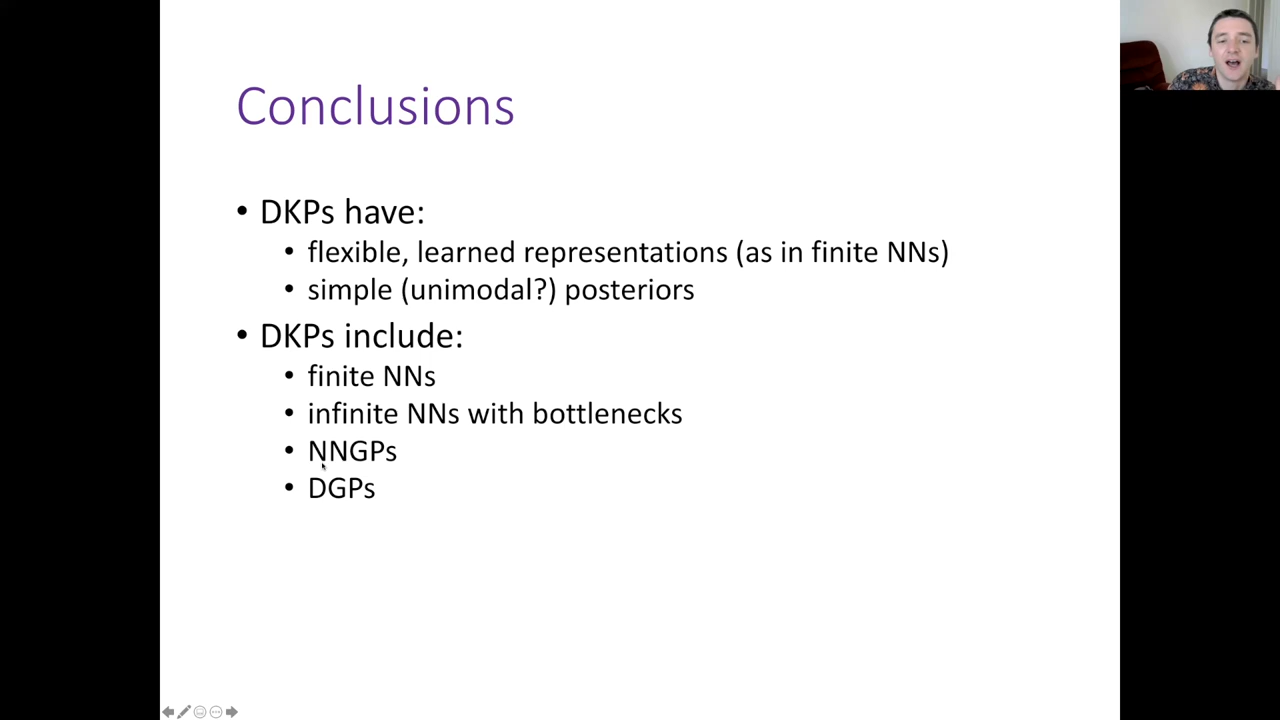 Conclusions
• DKPs have:
• flexible, learned representations (as in finite NNs)
• simple (unimodal?) posteriors
• DKPs include:
• finite NNs
• infinite NNs with bottlenecks
• NNGPs
• DGPs